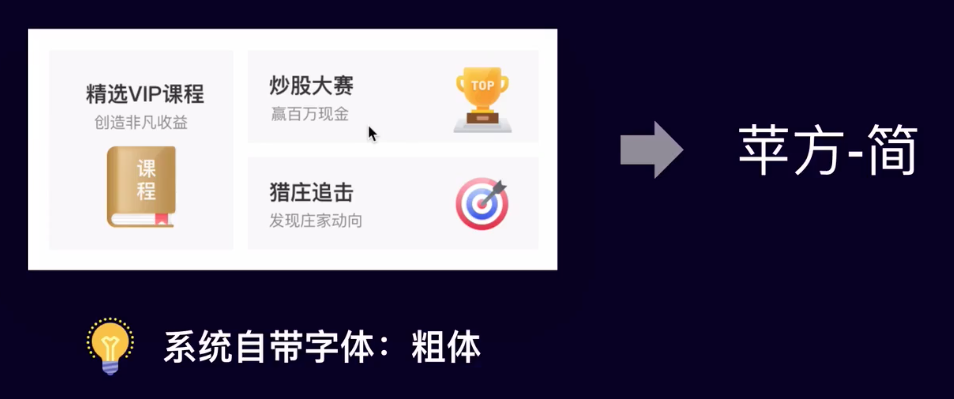 精选VIP课程
创造非凡收益
课
程
炒股大赛
赢百万现金
TOP
猎庄追击
发现庄家动向
苹方-简
系统自带字体：粗体